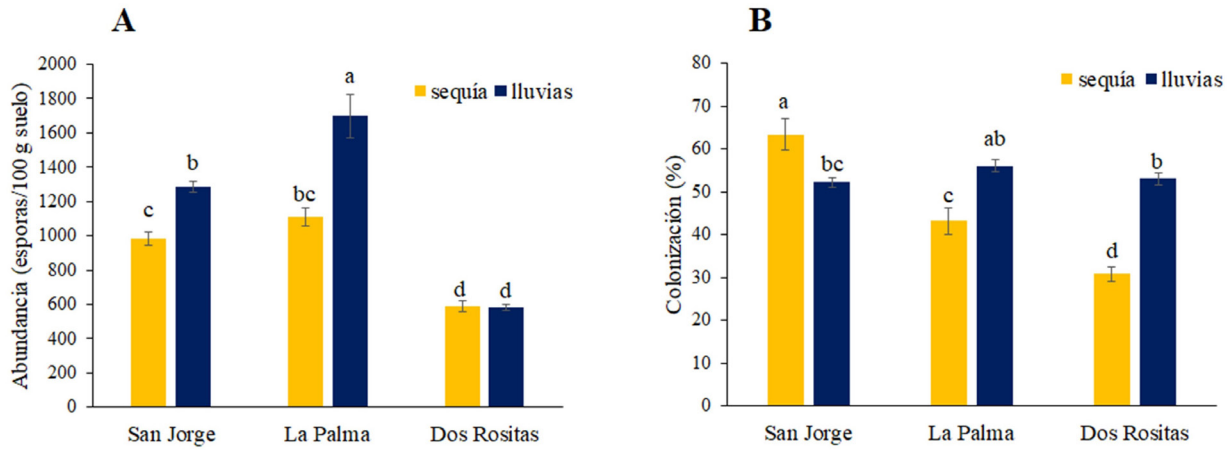 A
Abundancia (esporas/100 g suelo)
2000
1800
1600
1400
1200
1000
800
600
400
200
0
sequía lluvias
c b bc a d d
San Jorge La Palma Dos Rositas
B
Colonización (%)
80
70
60
50
40
30
20
10
0
sequía lluvias
a bc c ab d b
San Jorge La Palma Dos Rositas